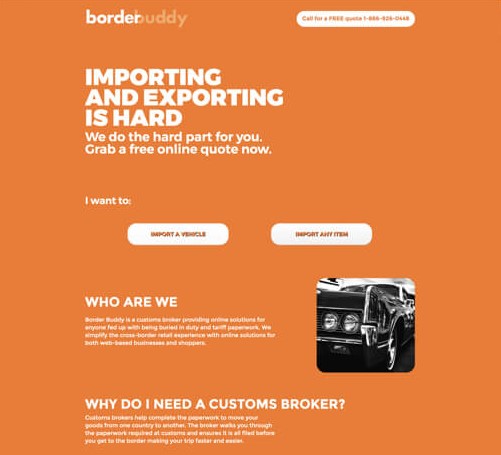 borderbuddy
Call for a FREE quote 1-866-626-0448
IMPORTING
AND EXPORTING
IS HARD
We do the hard part for you.
Grab a free online quote now.
I want to:
IMPORT A VEHICLE
IMPORT ANY ITEM
WHO ARE WE
Border Buddy is a customs broker providing online solutions for
anyone fed up with being buried in duty and tariff paperwork. We
simplify the cross-border retail experience with online solutions for
both web-based businesses and shoppers.
WHY DO I NEED A CUSTOMS BROKER?
Customs brokers help complete the paperwork to move your
goods from one country to another. The broker walks you through
the paperwork required at customs and ensures it is all filed before
you get to the border making your trip faster and easier.